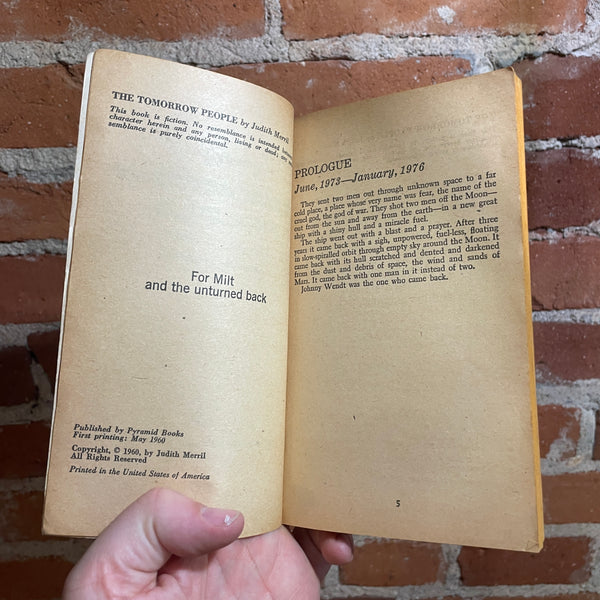 THE TOMORROW PEOPLE by Judith Merril
This book is fiction. No resemblance is intended
character herein and any person, living or dead; any
semblance is purely coincidental.
For Milt
and the unturned back
Published by Pyramid Books
First printing: May 1960
Copyright, © 1960, by Judith Merril
All Rights Reserved
Printed in the United States of America
PROLOGUE
June, 1973—January, 1976
They sent two men out through unknown space to a far
cold place, a place whose very name was fear, the name of the
cruel god, the god of war. They shot two men off the Moon—
out from the sun and away from the earth—in a new great
ship with a shiny hull and a miracle fuel.
The ship went out with a blast and a prayer. After three
years it came back with a sigh, unpowered, fuel-less, floating
in slow-spiralled orbit through empty sky around the Moon. It
came back with its hull scratched and dented and darkened
from the dust and debris of space, the wind and sands of
Man. It came back with one man in it instead of two.
Johnny Wendt was the one who came back.
5